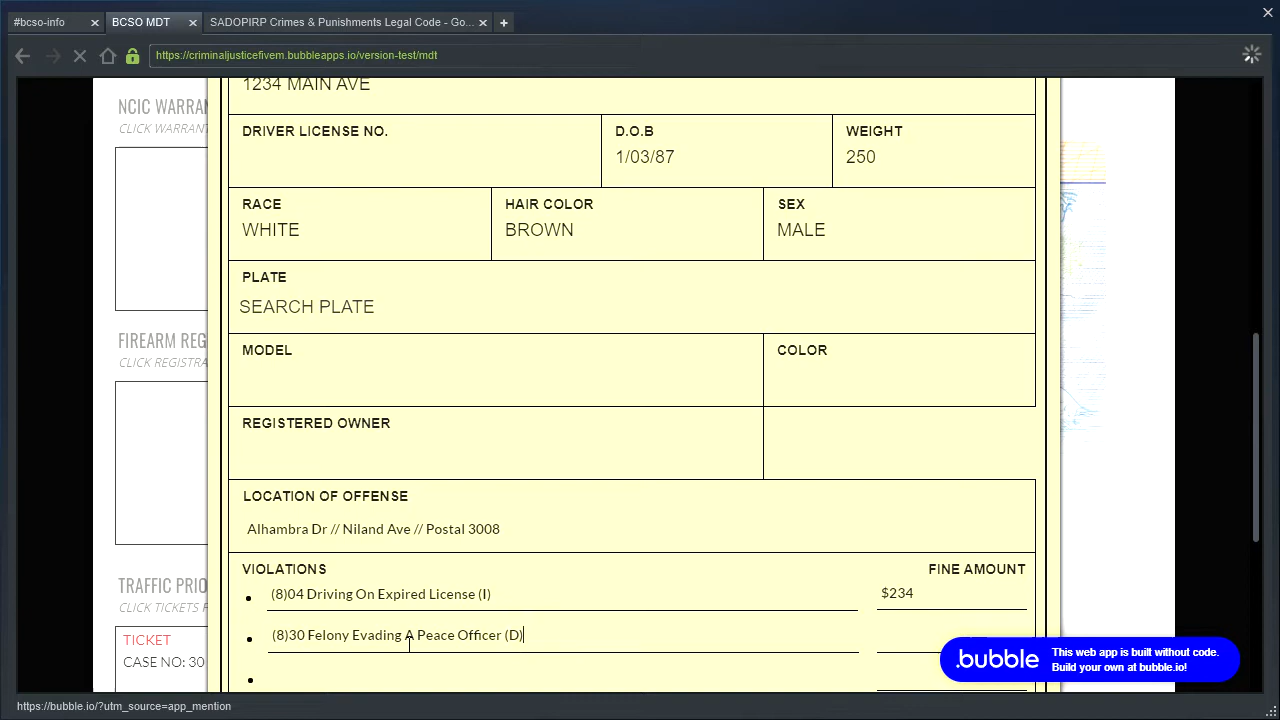 #bcso-info
BCSO MDT
SADOPIRP Crimes & Punishments Legal Code - Go...
https://criminaljusticefivem.bubbleapps.io/version-test/mdt
1234 MAIN AVE
NCIC WARRAN
CLICK WARRANT
DRIVER LICENSE NO.
D.O.B
WEIGHT
1/03/87
250
RACE
HAIR COLOR
SEX
WHITE
BROWN
MALE
PLATE
SEARCH PLATE
FIREARM REG
CLICK REGISTRA
MODEL
COLOR
REGISTERED OWNER
LOCATION OF OFFENSE
Alhambra Dr // Niland Ave // Postal 3008
VIOLATIONS
FINE AMOUNT
TRAFFIC PRIO
CLICK TICKETS F
(8)04 Driving On Expired License (I)
$234
(8)30 Felony Evading A Peace Officer (D)
TICKET
CASE NO: 30
.bubble
This web app is built without code.
Build your own at bubble.io!
https://bubble.io/?utm_source=app_mention